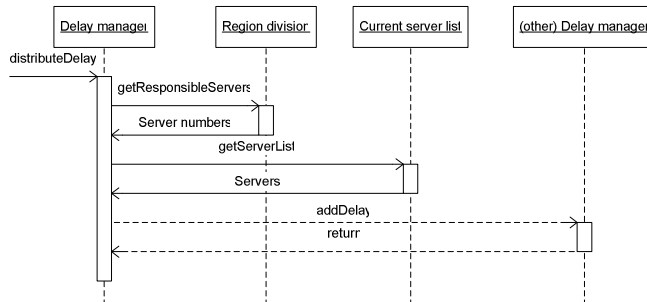 Delay manager
Region division
Current server list
(other) Delay manager
distributeDelay
getResponsibleServers
Server numbers
getServerList
Servers
addDelay
return